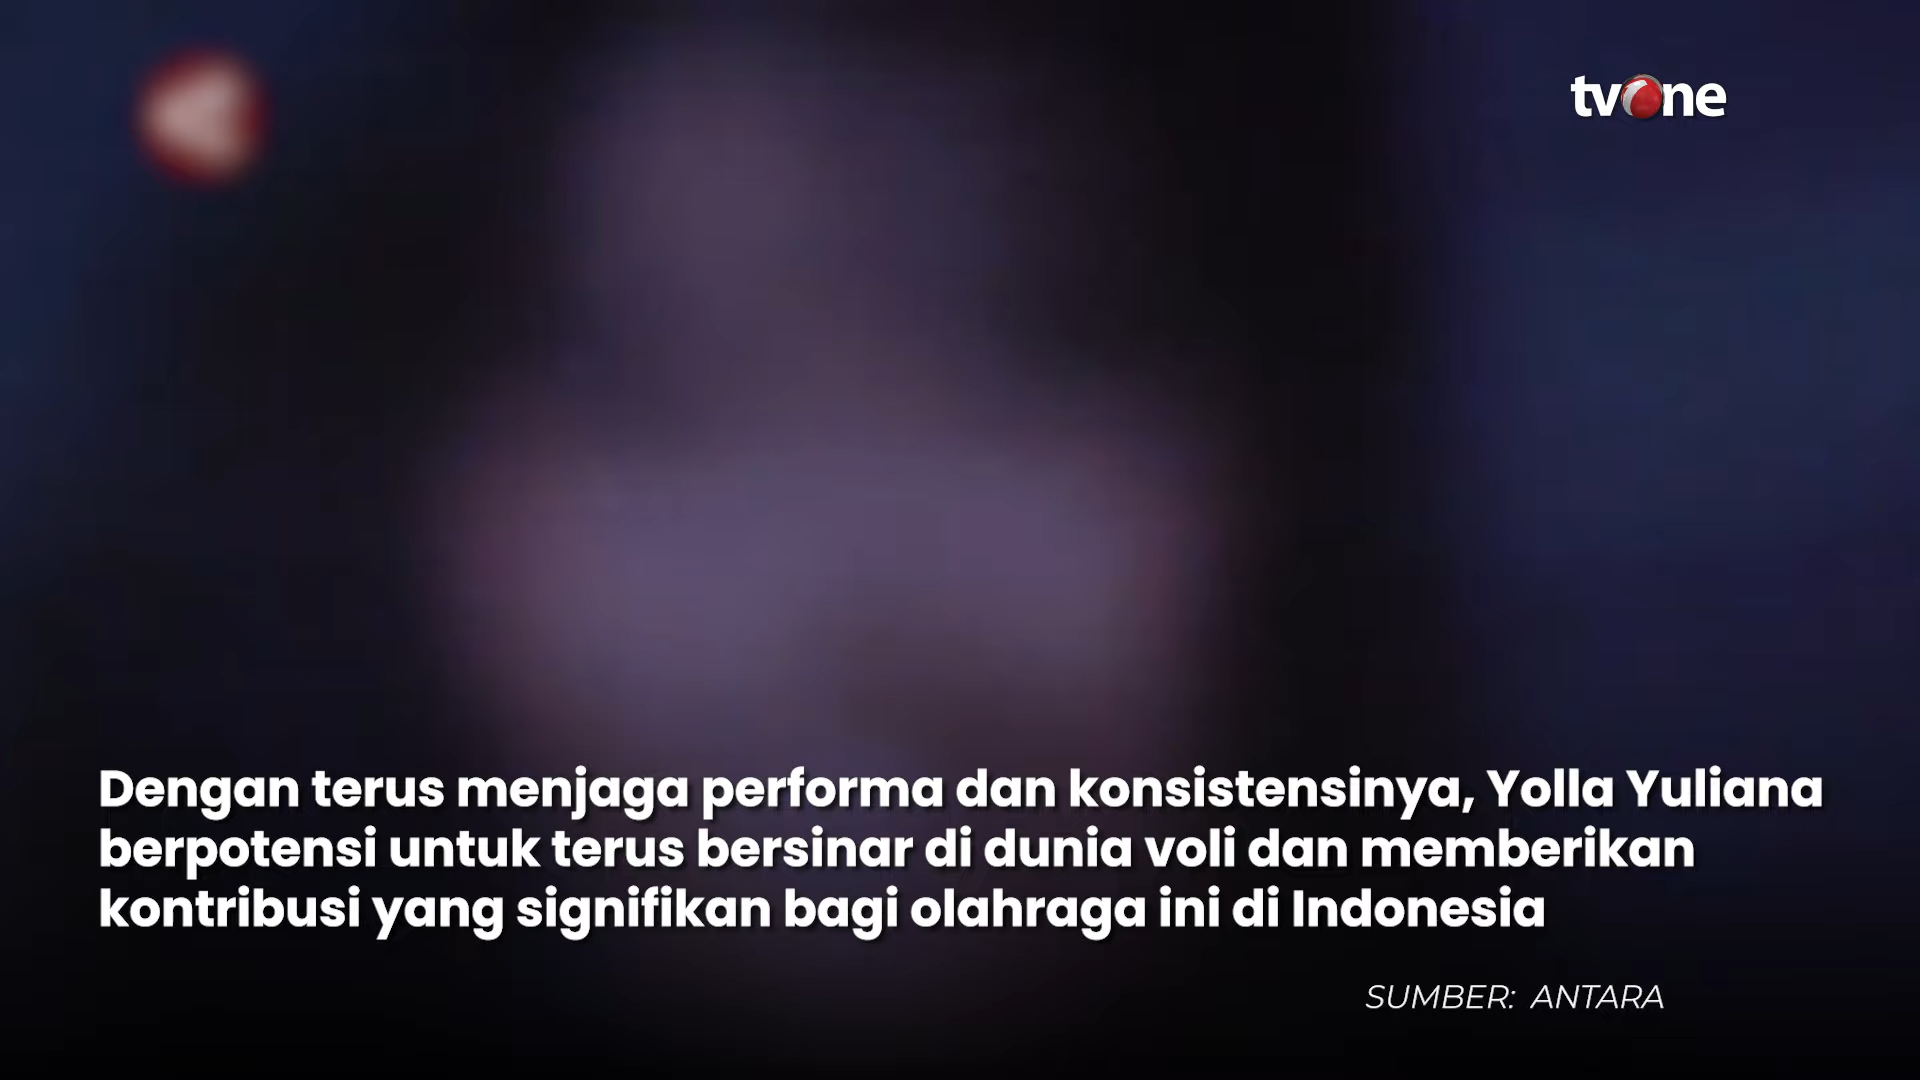 tvOne
Dengan terus menjaga performa dan konsistensinya, Yolla Yuliana
berpotensi untuk terus bersinar di dunia voli dan memberikan
kontribusi yang signifikan bagi olahraga ini di Indonesia
SUMBER: ANTARA